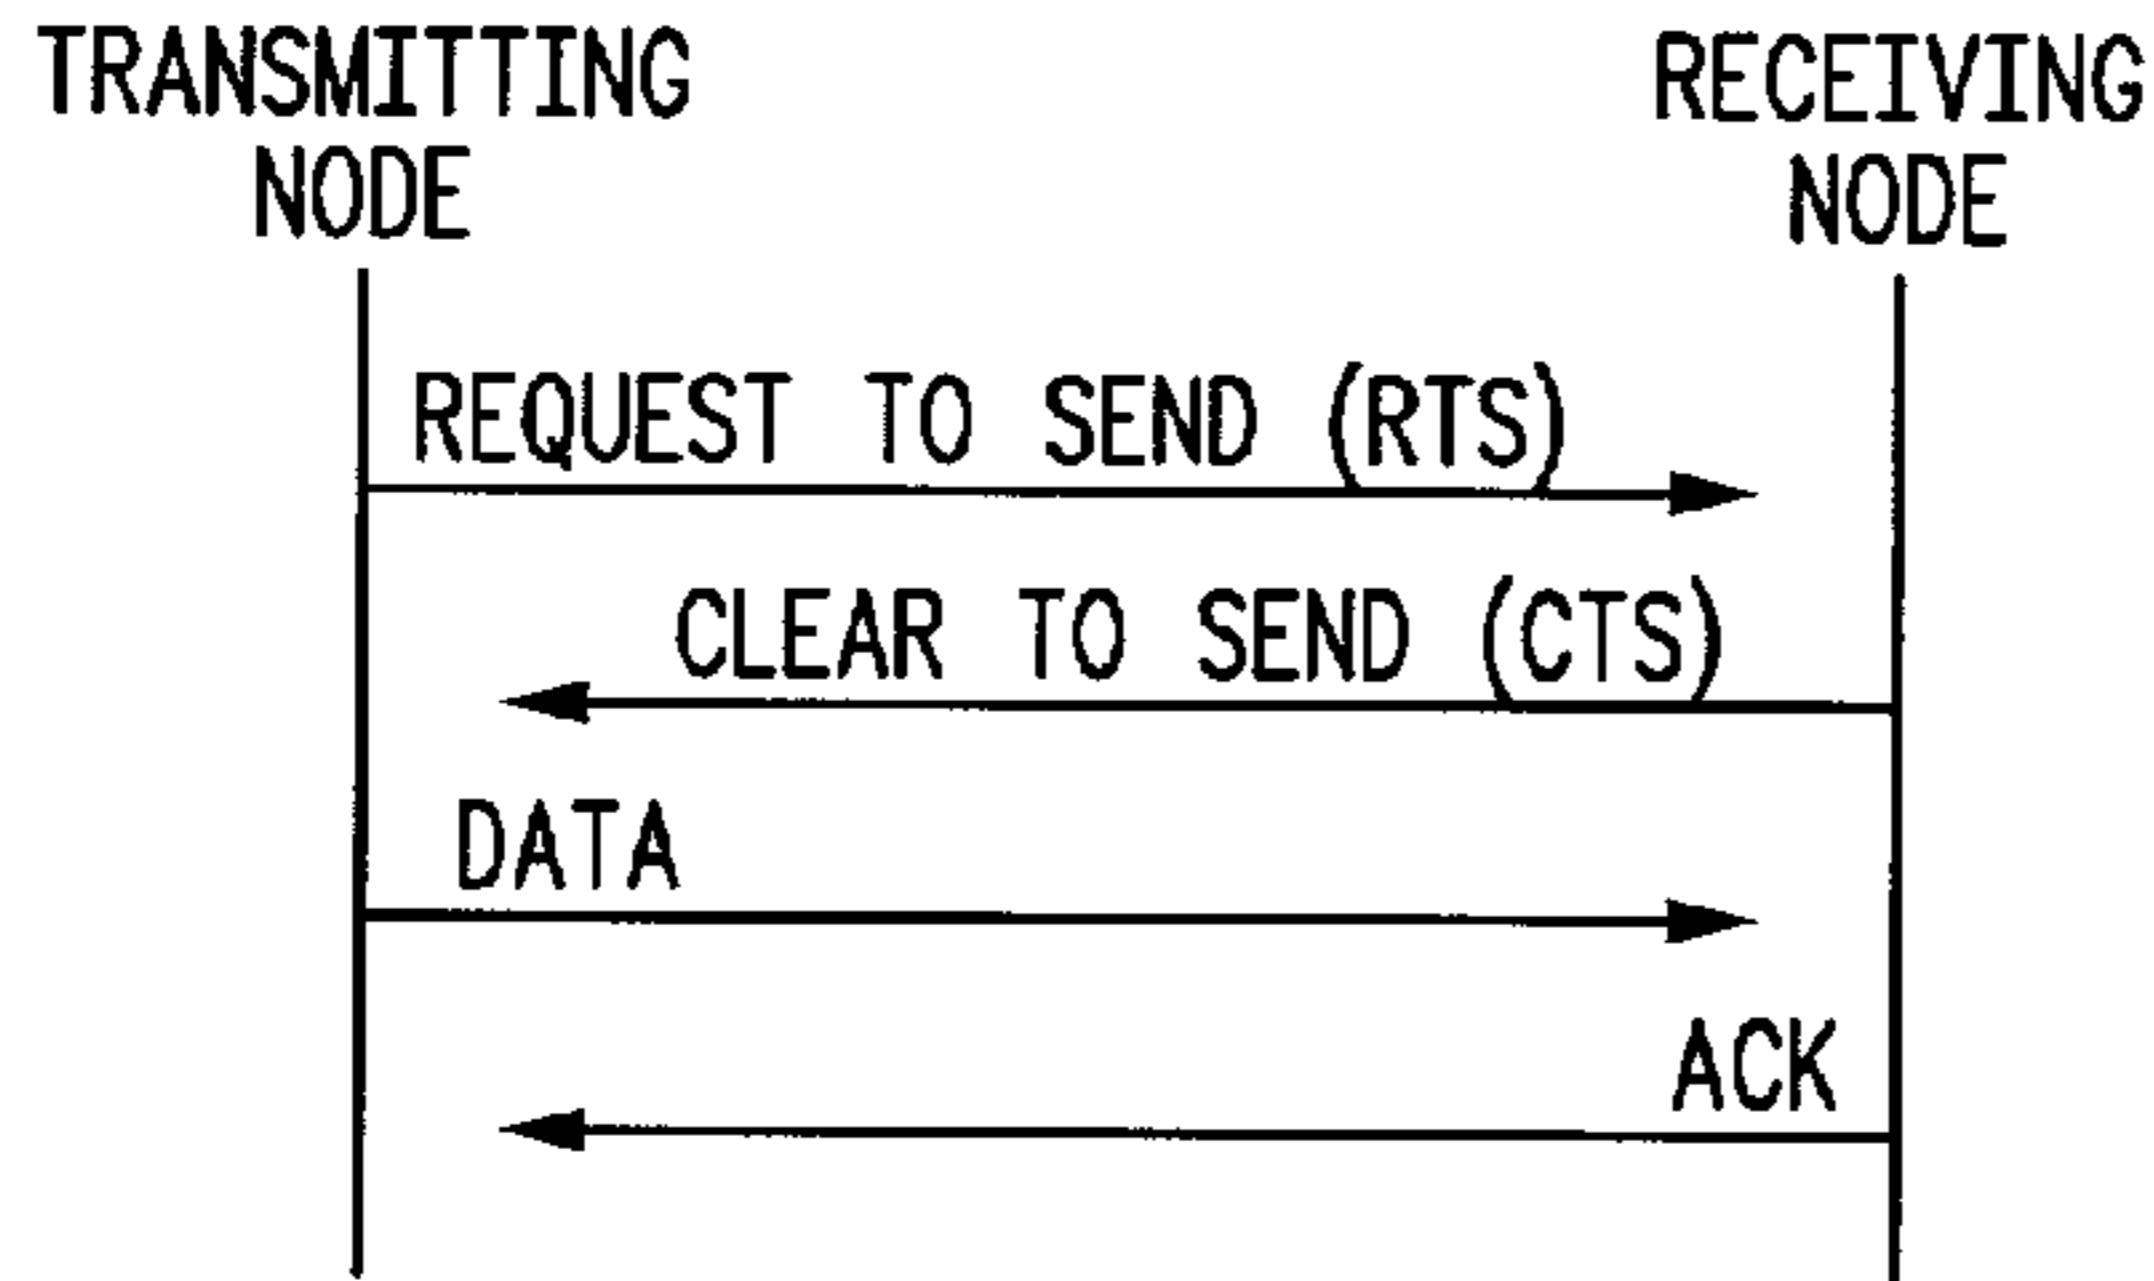 TRANSMITTING
NODE
RECEIVING
NODE
REQUEST TO SEND (RTS)
CLEAR TO SEND (CTS)
DATA
ACK